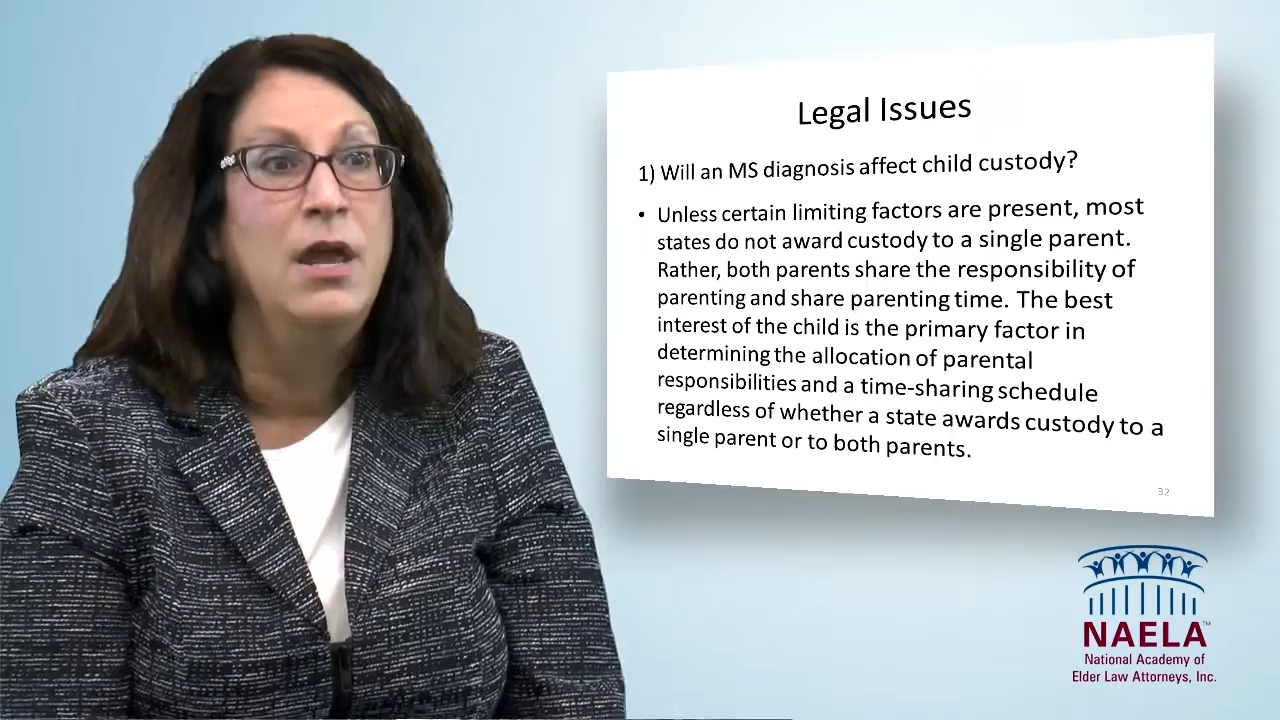 Legal Issues
1) Will an MS diagnosis affect child custody?
• Unless certain limiting factors are present, most
states do not award custody to a single parent.
Rather, both parents share the responsibility of
parenting and share parenting time. The best
interest of the child is the primary factor in
determining the allocation of parental
responsibilities and a time-sharing schedule
regardless of whether a state awards custody to a
single parent or to both parents.
32
NAELA™
National Academy of
Elder Law Attorneys, Inc.